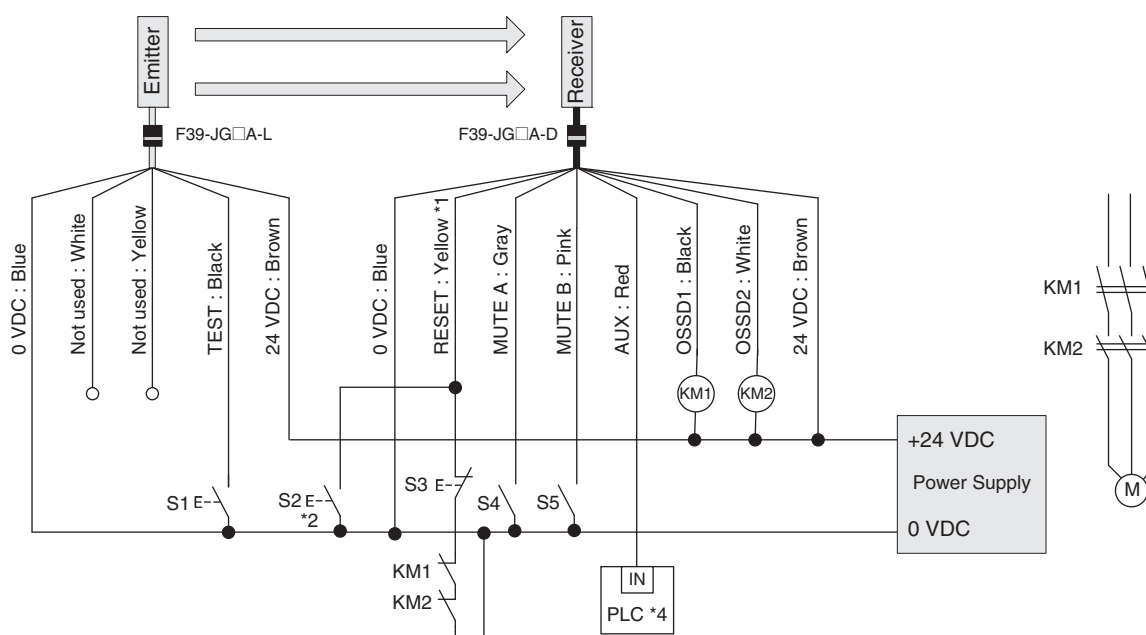 Emitter
Receiver
F39-JG□A-L
F39-JG□A-D
0 VDC : Blue
Not used : White
Not used : Yellow
TEST : Black
24 VDC : Brown
0 VDC : Blue
RESET : Yellow *1
MUTE A : Gray
MUTE B : Pink
AUX : Red
OSSD1 : Black
OSSD2 : White
24 VDC : Brown
KM1
KM2
KM1
KM2
+24 VDC
Power Supply
0 VDC
M
S1 E
S2 E
*2
S3 E
S4
S5
KM1
KM2
IN
PLC *4